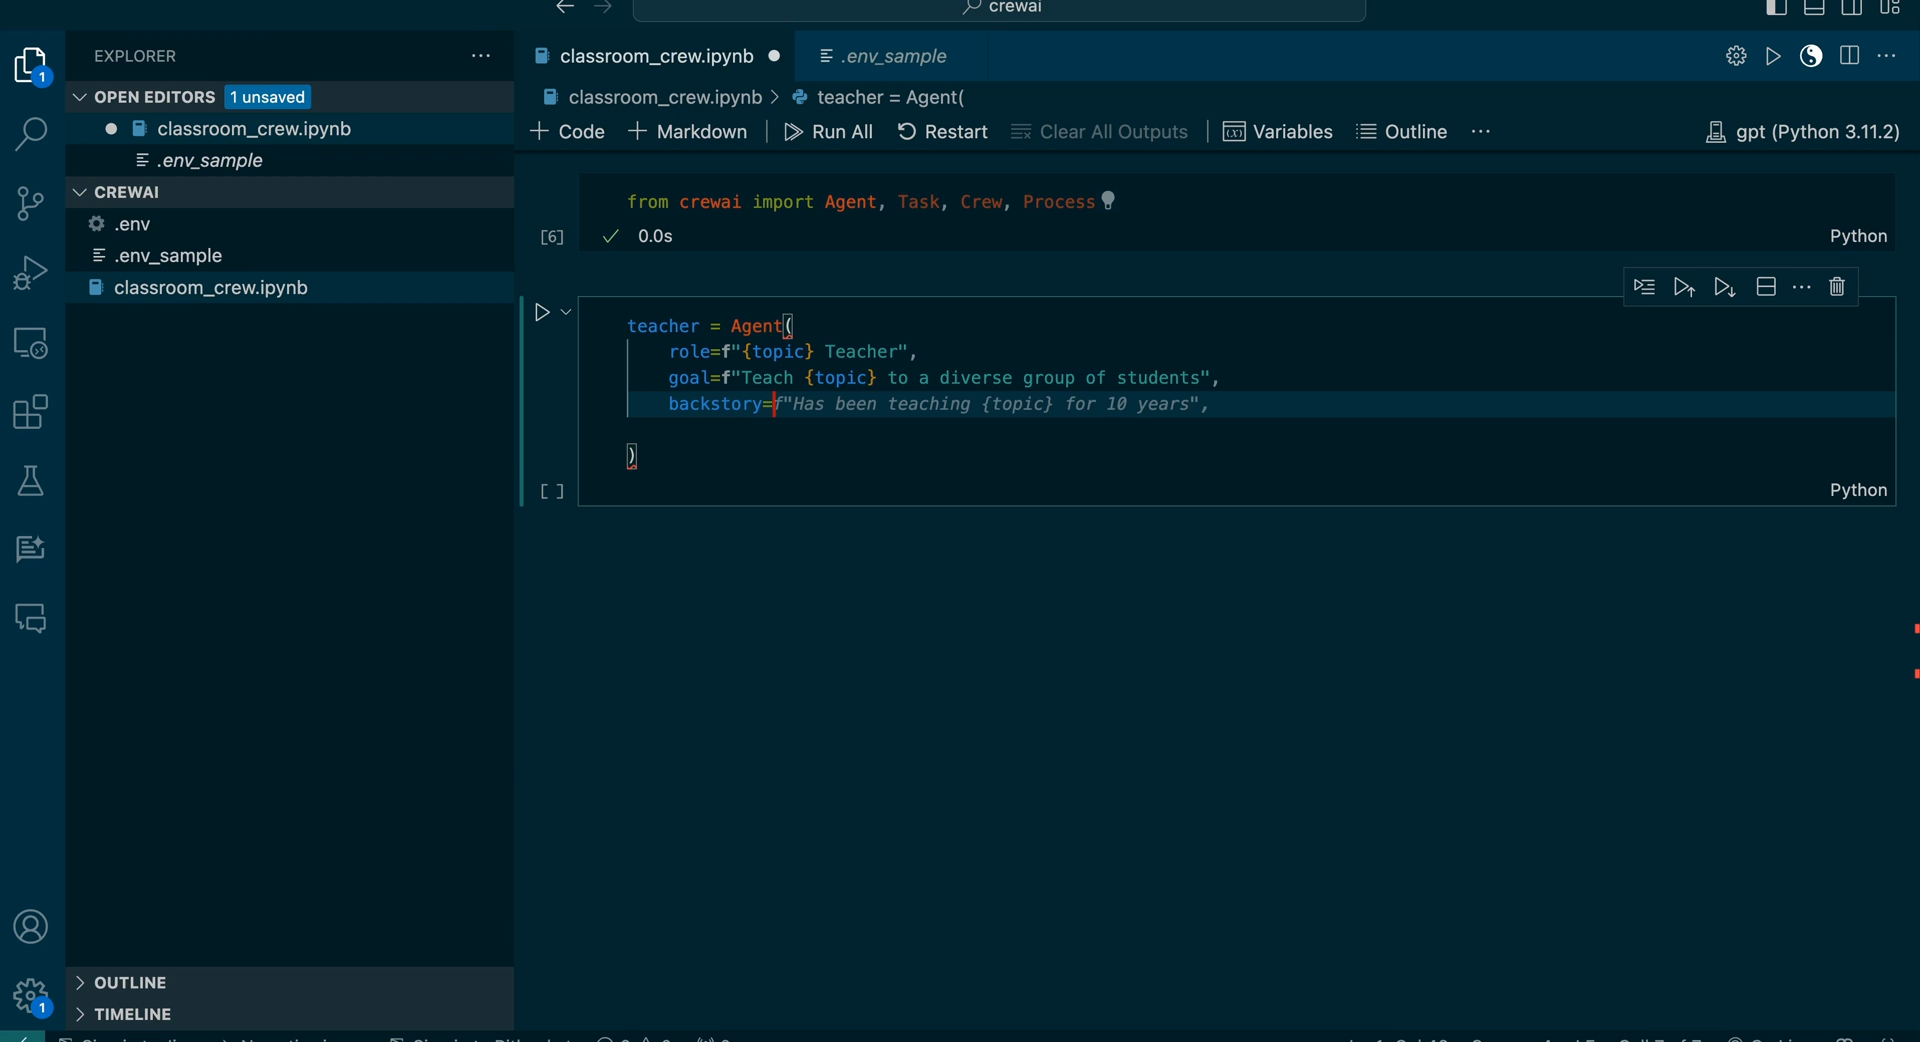 crewai
EXPLORER
1
OPEN EDITORS 1 unsaved
classroom_crew.ipynb
.env_sample
CREWAI
.env
.env_sample
classroom_crew.ipynb
OUTLINE
TIMELINE
1
classroom_crew.ipynb
.env_sample
classroom_crew.ipynb > teacher = Agent(
+ Code + Markdown Run All Restart Clear All Outputs Variables Outline ... gpt (Python 3.11.2)
from crewai import Agent, Task, Crew, Process
[6] ✓ 0.0s Python
teacher = Agent(
role=f"{topic} Teacher",
goal=f"Teach {topic} to a diverse group of students",
backstory=f"Has been teaching {topic} for 10 years",
)
[ ] Python